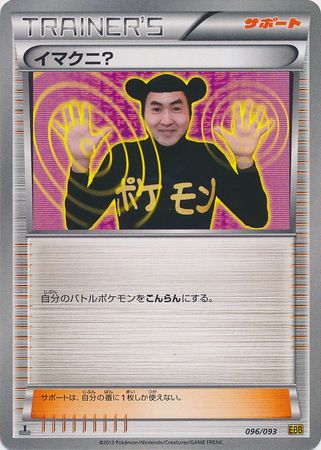 TRAINER'S
サポート
イマクニ?
ポケモン
自分のバトルポケモンをこんらんにする。
サポートは、自分の番に1枚しか使えない。
1
EBB
096/093
©2013 Pokémon/Nintendo/Creatures/GAME FREAK.